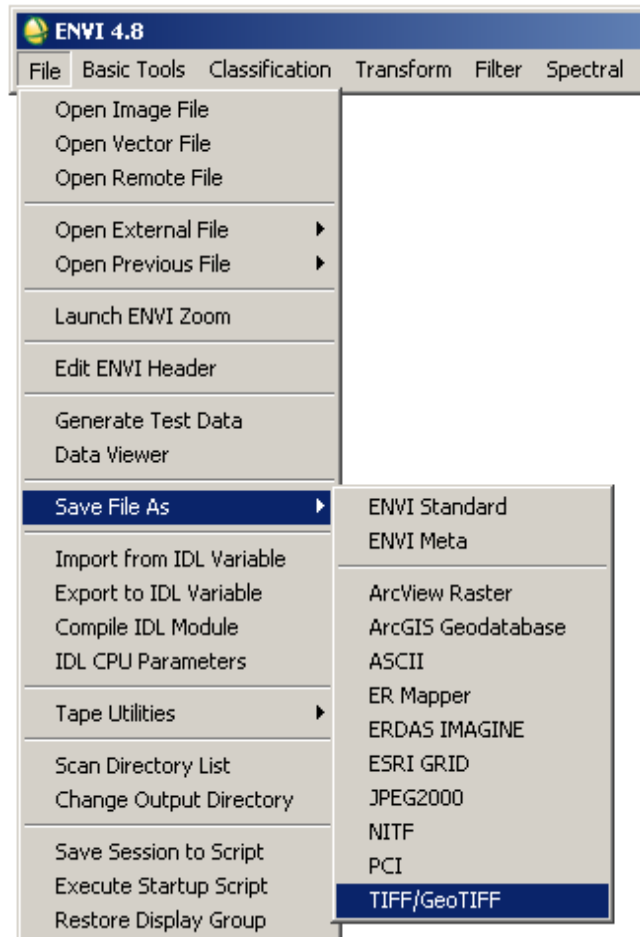 ENVI 4.8
File Basic Tools Classification Transform Filter Spectral
Open Image File
Open Vector File
Open Remote File
Open External File
Open Previous File
Launch ENVI Zoom
Edit ENVI Header
Generate Test Data
Data Viewer
Save File As
Import from IDL Variable
Export to IDL Variable
Compile IDL Module
IDL CPU Parameters
Tape Utilities
Scan Directory List
Change Output Directory
Save Session to Script
Execute Startup Script
Restore Display Group
ENVI Standard
ENVI Meta
ArcView Raster
ArcGIS Geodatabase
ASCII
ER Mapper
ERDAS IMAGINE
ESRI GRID
JPEG2000
NITF
PCI
TIFF/GeoTIFF